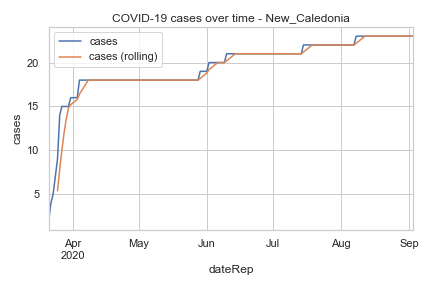 COVID-19 cases over time - New_Caledonia
cases
cases (rolling)
20
15
10
5
cases
Apr
2020
May
Jun
Jul
Aug
Sep
dateRep